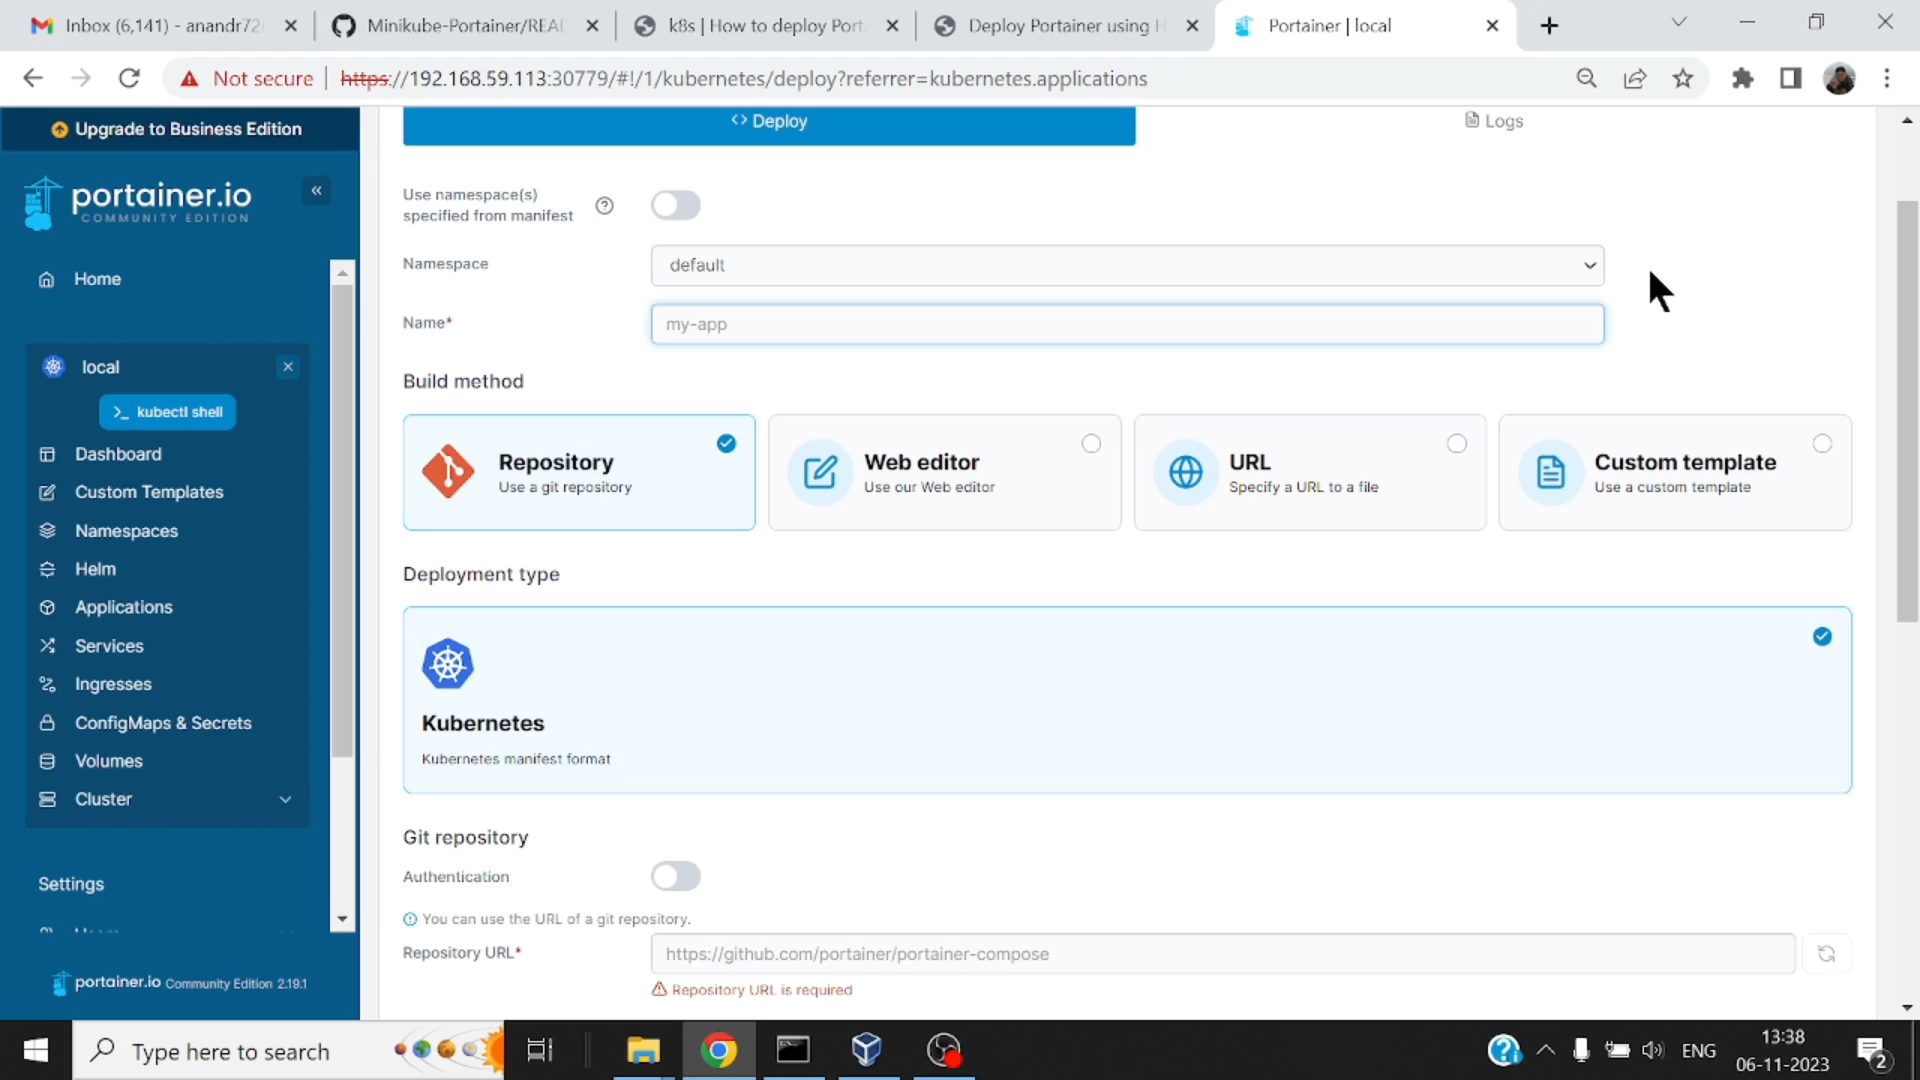 Inbox (6,141) - anandr72
Minikube-Portainer/REA
k8s | How to deploy Port
Deploy Portainer using H
Portainer | local
Not secure
https://192.168.59.113:30779/#!/1/kubernetes/deploy?referrer=kubernetes.applications
Upgrade to Business Edition
portainer.io
COMMUNITY EDITION
Home
local
>_ kubectl shell
Dashboard
Custom Templates
Namespaces
Helm
Applications
Services
Ingresses
ConfigMaps & Secrets
Volumes
Cluster
Settings
portainer.io Community Edition 2.19.1
<> Deploy
Logs
Use namespace(s)
specified from manifest
Namespace
default
Name*
my-app
Build method
Repository
Use a git repository
Web editor
Use our Web editor
URL
Specify a URL to a file
Custom template
Use a custom template
Deployment type
Kubernetes
Kubernetes manifest format
Git repository
Authentication
You can use the URL of a git repository.
Repository URL*
https://github.com/portainer/portainer-compose
Repository URL is required
Type here to search
ENG
13:38
06-11-2023
2